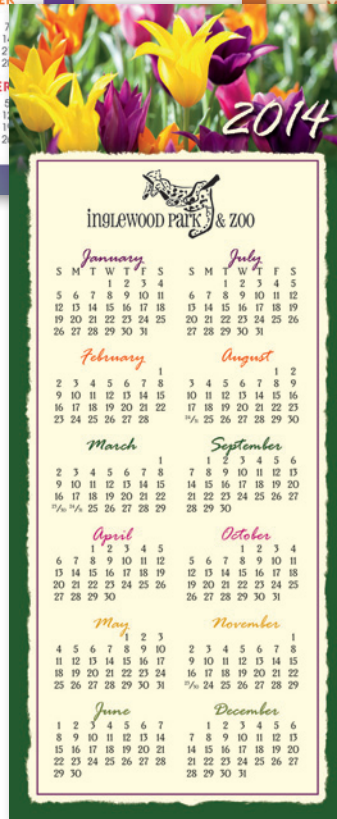 2014
inglewood park & zoo
January
S M T W T F S
1 2 3 4
5 6 7 8 9 10 11
12 13 14 15 16 17 18
19 20 21 22 23 24 25
26 27 28 29 30 31
July
S M T W T F S
1 2 3 4 5
6 7 8 9 10 11 12
13 14 15 16 17 18 19
20 21 22 23 24 25 26
27 28 29 30 31
February
1
2 3 4 5 6 7 8
9 10 11 12 13 14 15
16 17 18 19 20 21 22
23 24 25 26 27 28
August
1 2
3 4 5 6 7 8 9
10 11 12 13 14 15 16
17 18 19 20 21 22 23
24/31 25 26 27 28 29 30
March
1
2 3 4 5 6 7 8
9 10 11 12 13 14 15
16 17 18 19 20 21 22
23/30 24/31 25 26 27 28 29
September
1 2 3 4 5 6
7 8 9 10 11 12 13
14 15 16 17 18 19 20
21 22 23 24 25 26 27
28 29 30
April
1 2 3 4 5
6 7 8 9 10 11 12
13 14 15 16 17 18 19
20 21 22 23 24 25 26
27 28 29 30
October
1 2 3 4
5 6 7 8 9 10 11
12 13 14 15 16 17 18
19 20 21 22 23 24 25
26 27 28 29 30 31
May
1 2 3
4 5 6 7 8 9 10
11 12 13 14 15 16 17
18 19 20 21 22 23 24
25 26 27 28 29 30 31
November
1
2 3 4 5 6 7 8
9 10 11 12 13 14 15
16 17 18 19 20 21 22
23/30 24 25 26 27 28 29
June
1 2 3 4 5 6 7
8 9 10 11 12 13 14
15 16 17 18 19 20 21
22 23 24 25 26 27 28
29 30
December
1 2 3 4 5 6
7 8 9 10 11 12 13
14 15 16 17 18 19 20
21 22 23 24 25 26 27
28 29 30 31